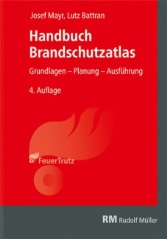 Josef Mayr, Lutz Battran
Handbuch
Brandschutzatlas
Grundlagen – Planung – Ausführung
4. Auflage
FeuerTrutz
RM Rudolf Müller